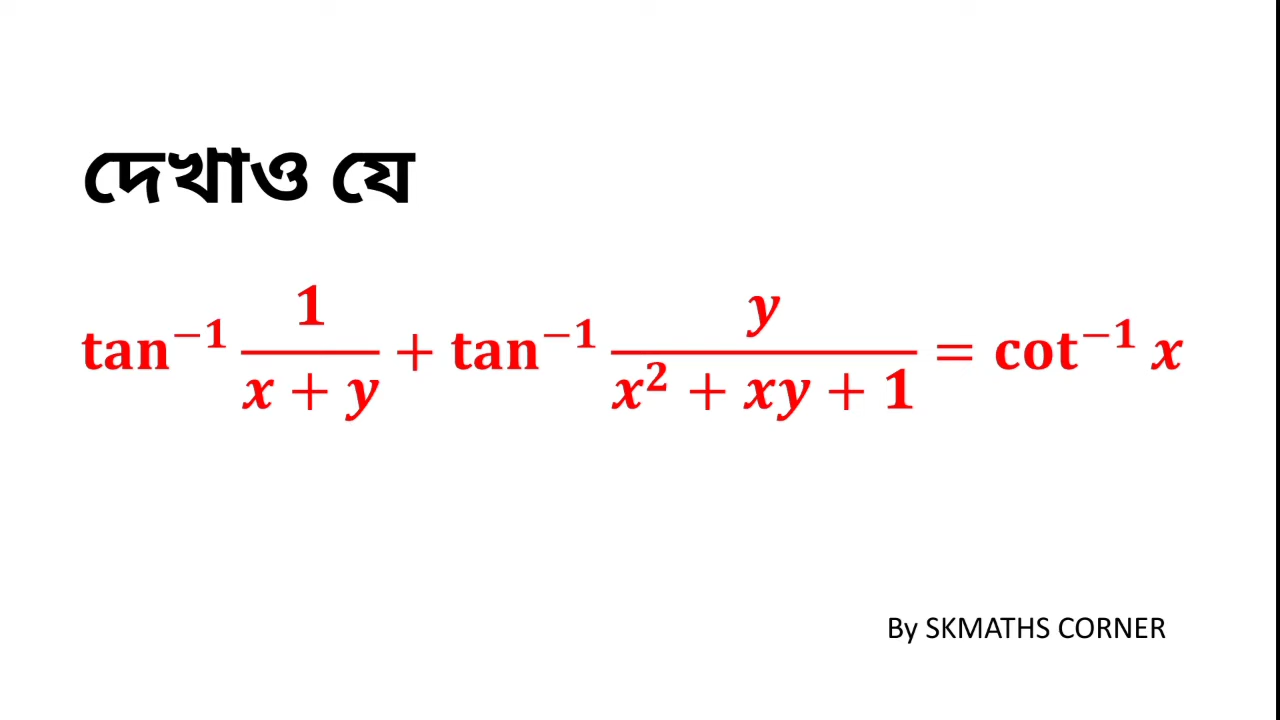 দেখাও যে
tan⁻¹ 1/(x + y) + tan⁻¹ y/(x² + xy + 1) = cot⁻¹ x
By SKMATHS CORNER